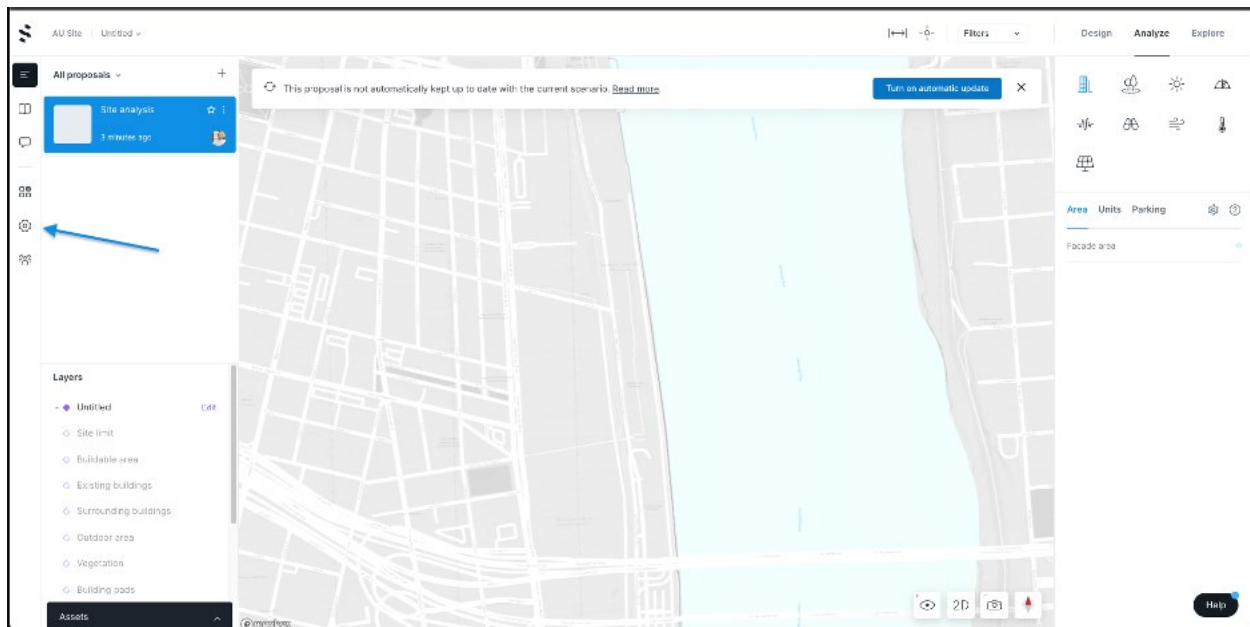 AU Site | Untitled
Filters
Design Analyze Explore
All proposals
This proposal is not automatically kept up to date with the current scenario. Read more.
Turn on automatic update
Site analysis
3 minutes ago
Area Units Parking
Facade area
Layers
Untitled Edit
Site limit
Buildable area
Existing buildings
Surrounding buildings
Outdoor area
Vegetation
Building pads
Assets
2D
Help
mapbox